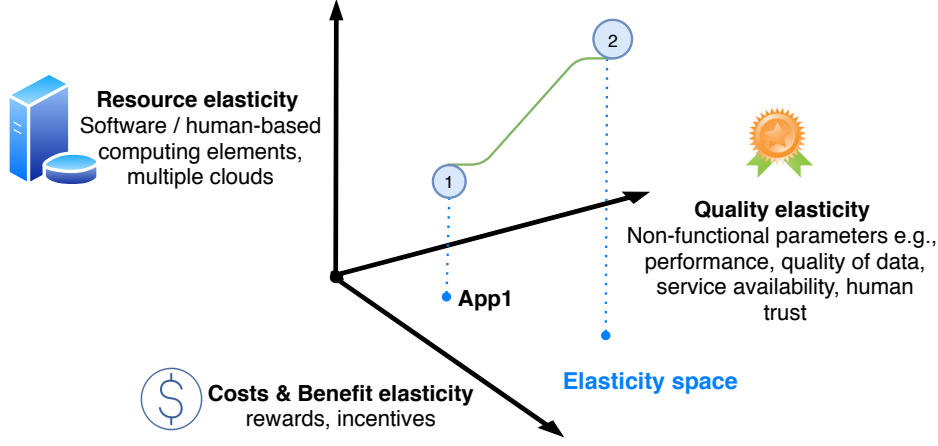 2
Resource elasticity
Software / human-based
computing elements,
multiple clouds
1
Quality elasticity
Non-functional parameters e.g.,
performance, quality of data,
service availability, human
trust
App1
Elasticity space
$
Costs & Benefit elasticity
rewards, incentives